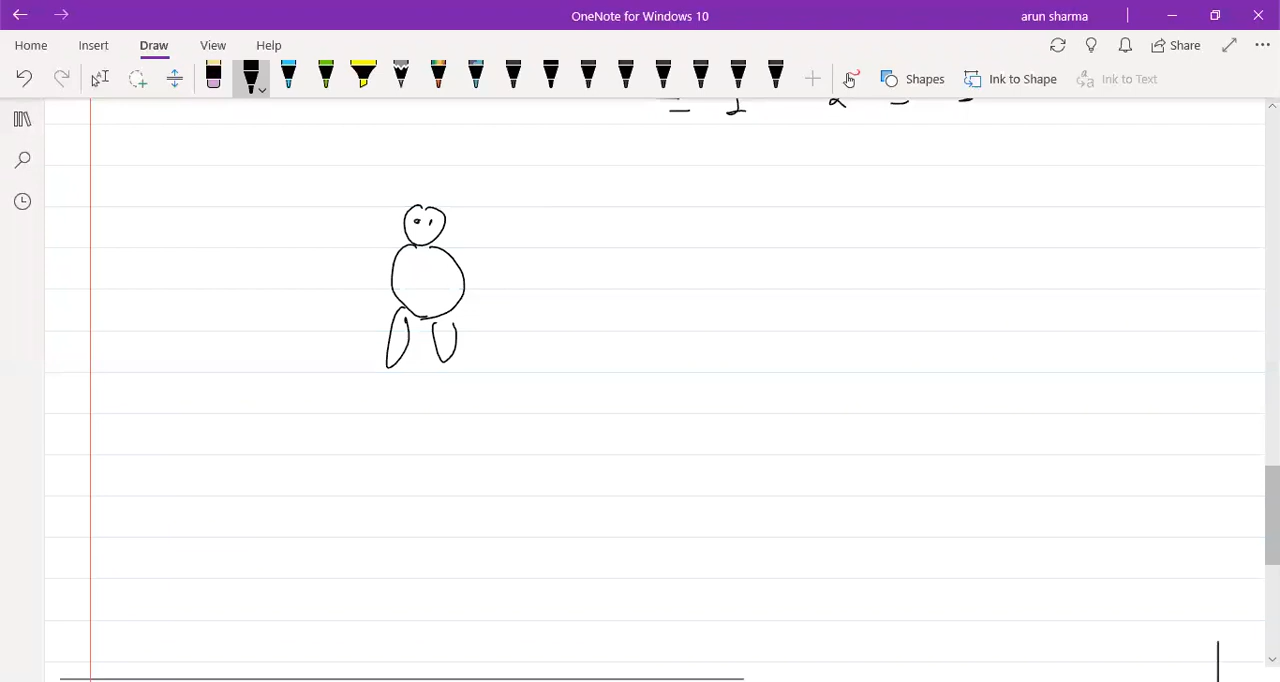 OneNote for Windows 10
arun sharma
Home Insert Draw View Help
Share
Shapes
Ink to Shape
Ink to Text